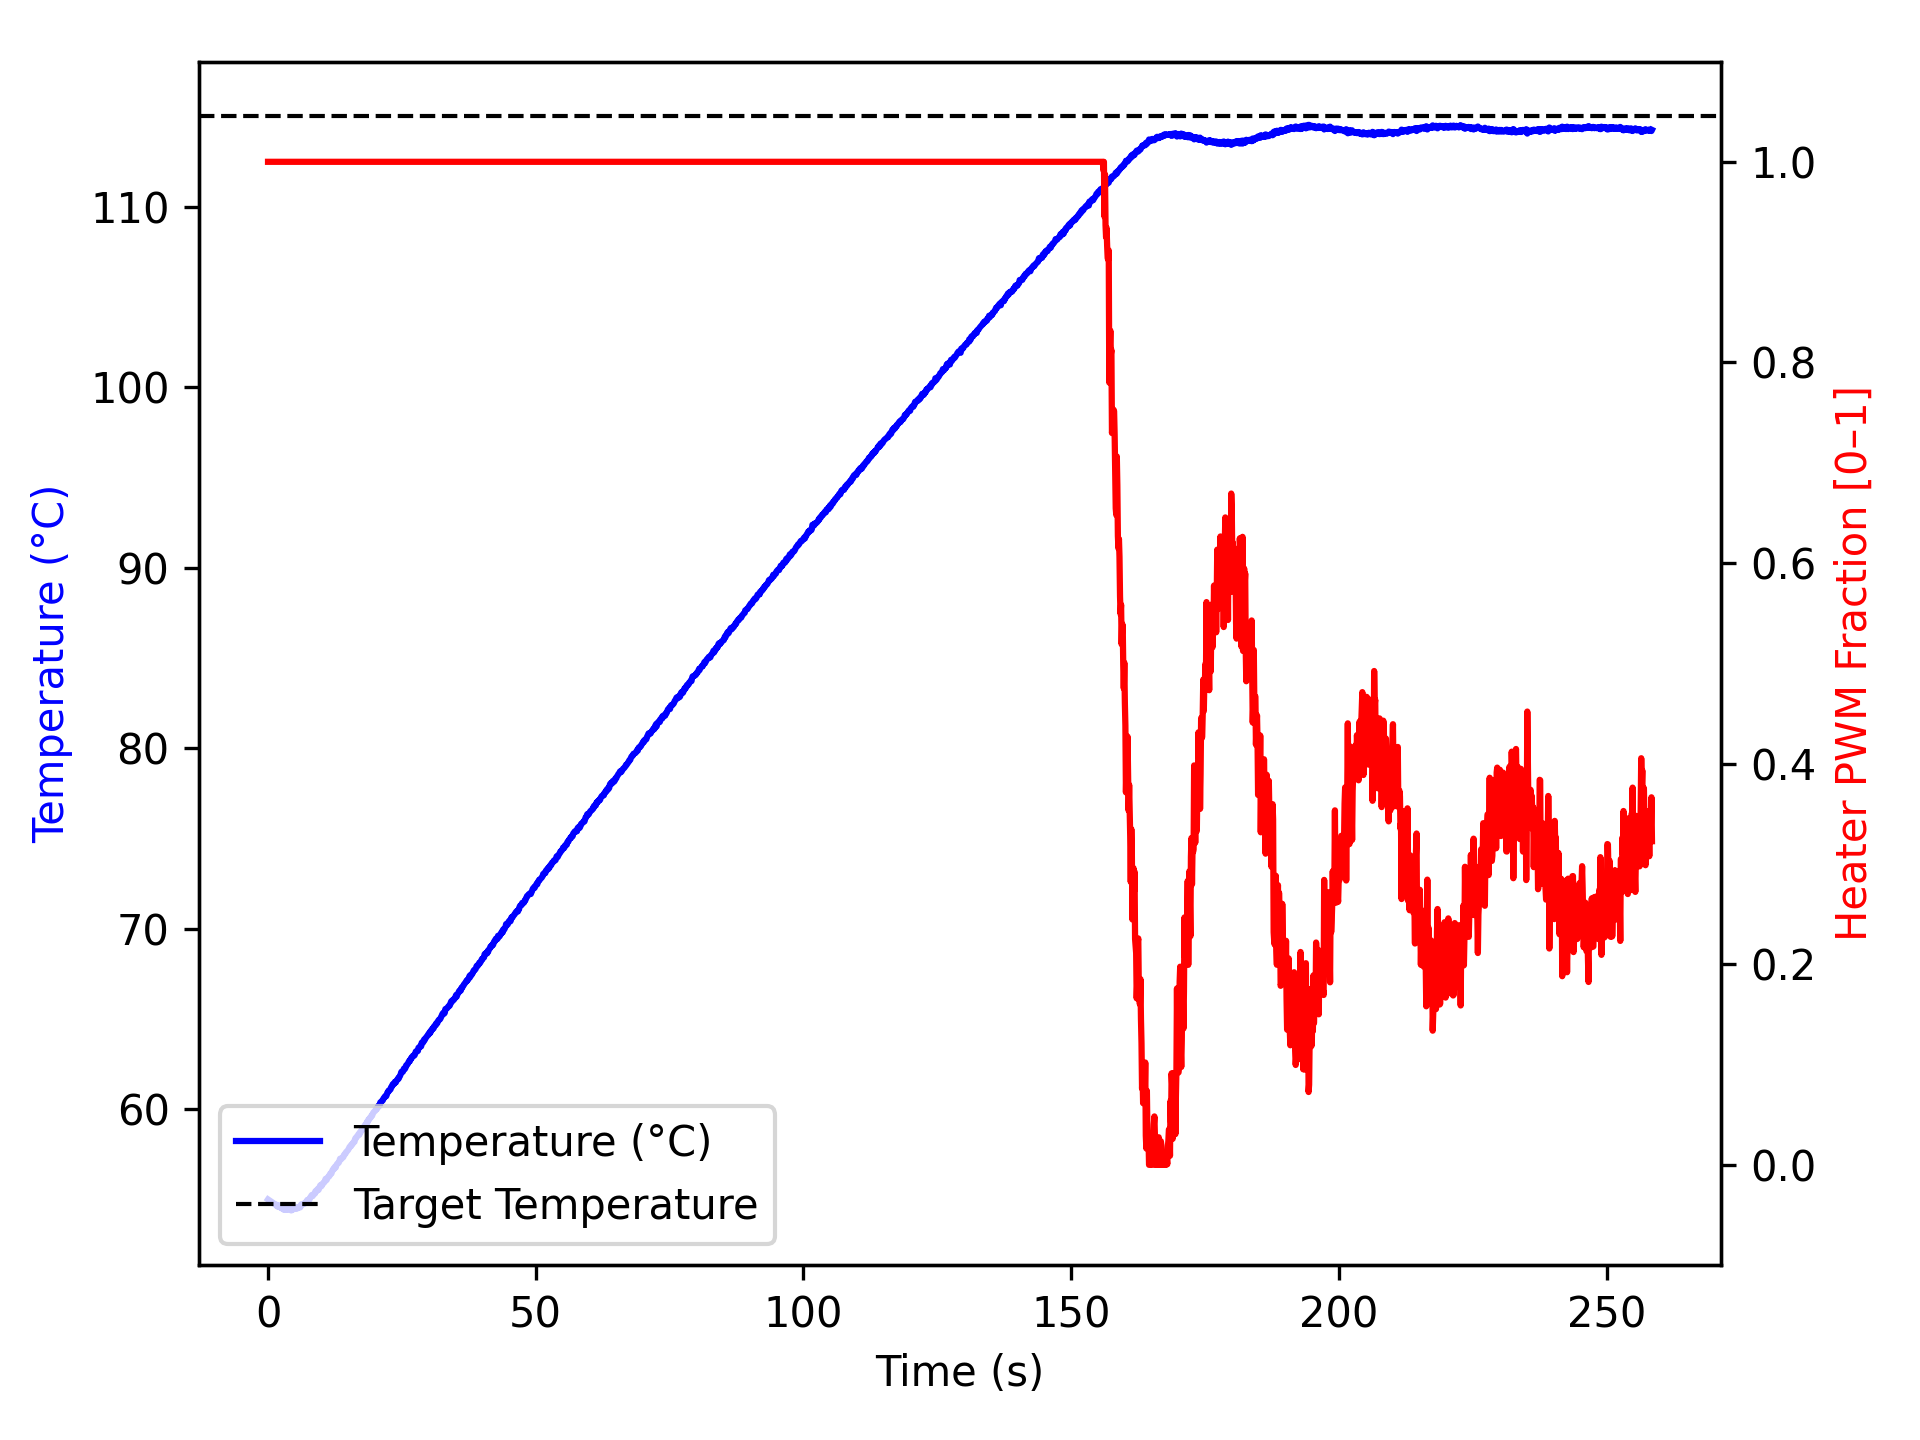 110
100
90
80
70
60
Temperature (°C)
1.0
0.8
0.6
0.4
0.2
0.0
Heater PWM Fraction [0–1]
Temperature (°C)
Target Temperature
0 50 100 150 200 250
Time (s)